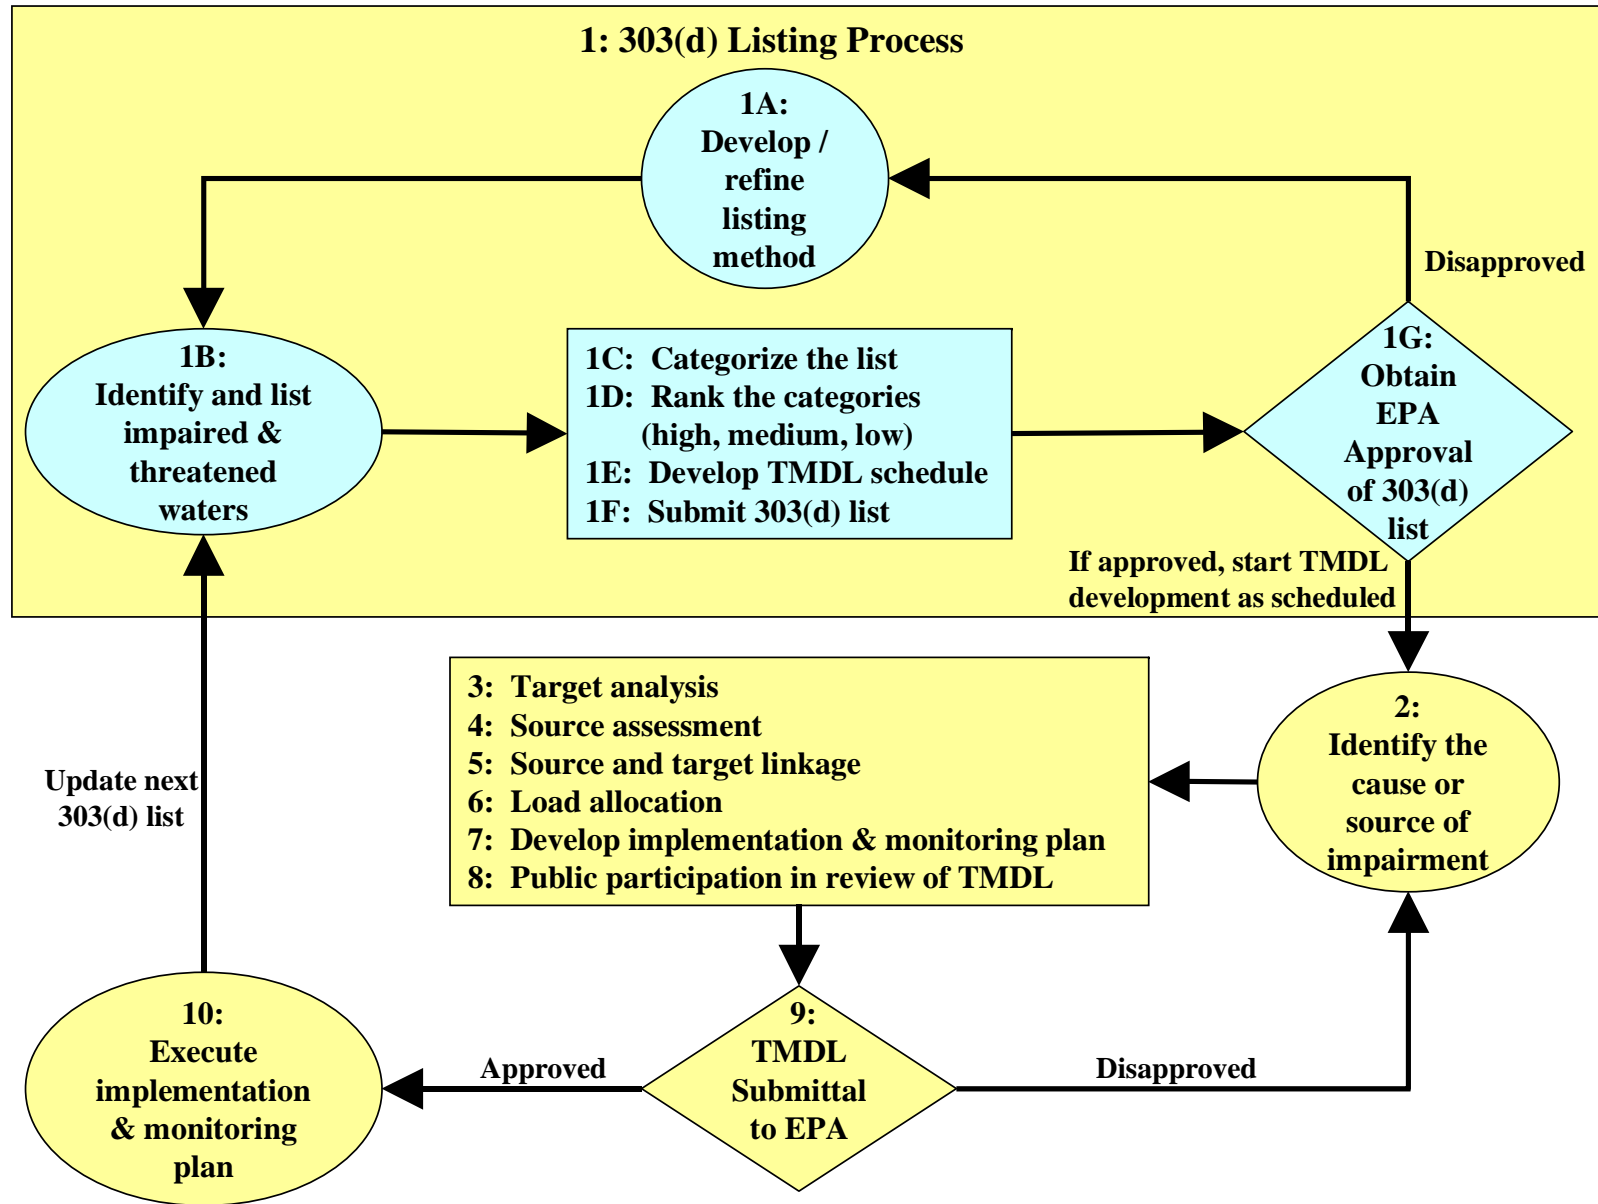 1: 303(d) Listing Process
1A:
Develop /
refine
listing
method
Disapproved
1B:
Identify and list
impaired &
threatened
waters
1C: Categorize the list
1D: Rank the categories
(high, medium, low)
1E: Develop TMDL schedule
1F: Submit 303(d) list
1G:
Obtain
EPA
Approval
of 303(d)
list
If approved, start TMDL
development as scheduled
2:
Identify the
cause or
source of
impairment
3: Target analysis
4: Source assessment
5: Source and target linkage
6: Load allocation
7: Develop implementation & monitoring plan
8: Public participation in review of TMDL
Update next
303(d) list
9:
TMDL
Submittal
to EPA
Approved
Disapproved
10:
Execute
implementation
& monitoring
plan